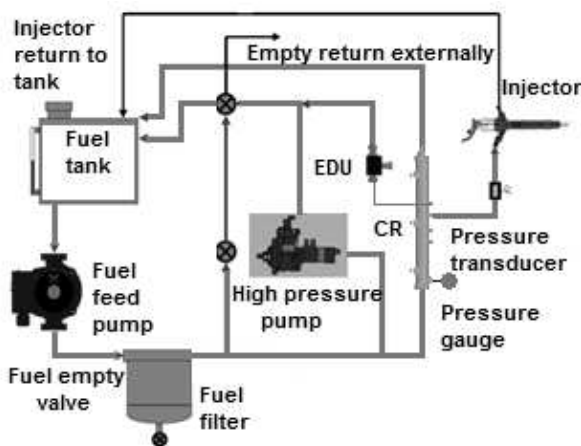 Injector
return to
tank
Empty return externally
Injector
Fuel
tank
EDU
CR
Pressure
transducer
Fuel
feed
pump
High pressure
pump
Pressure
gauge
Fuel empty
valve
Fuel
filter